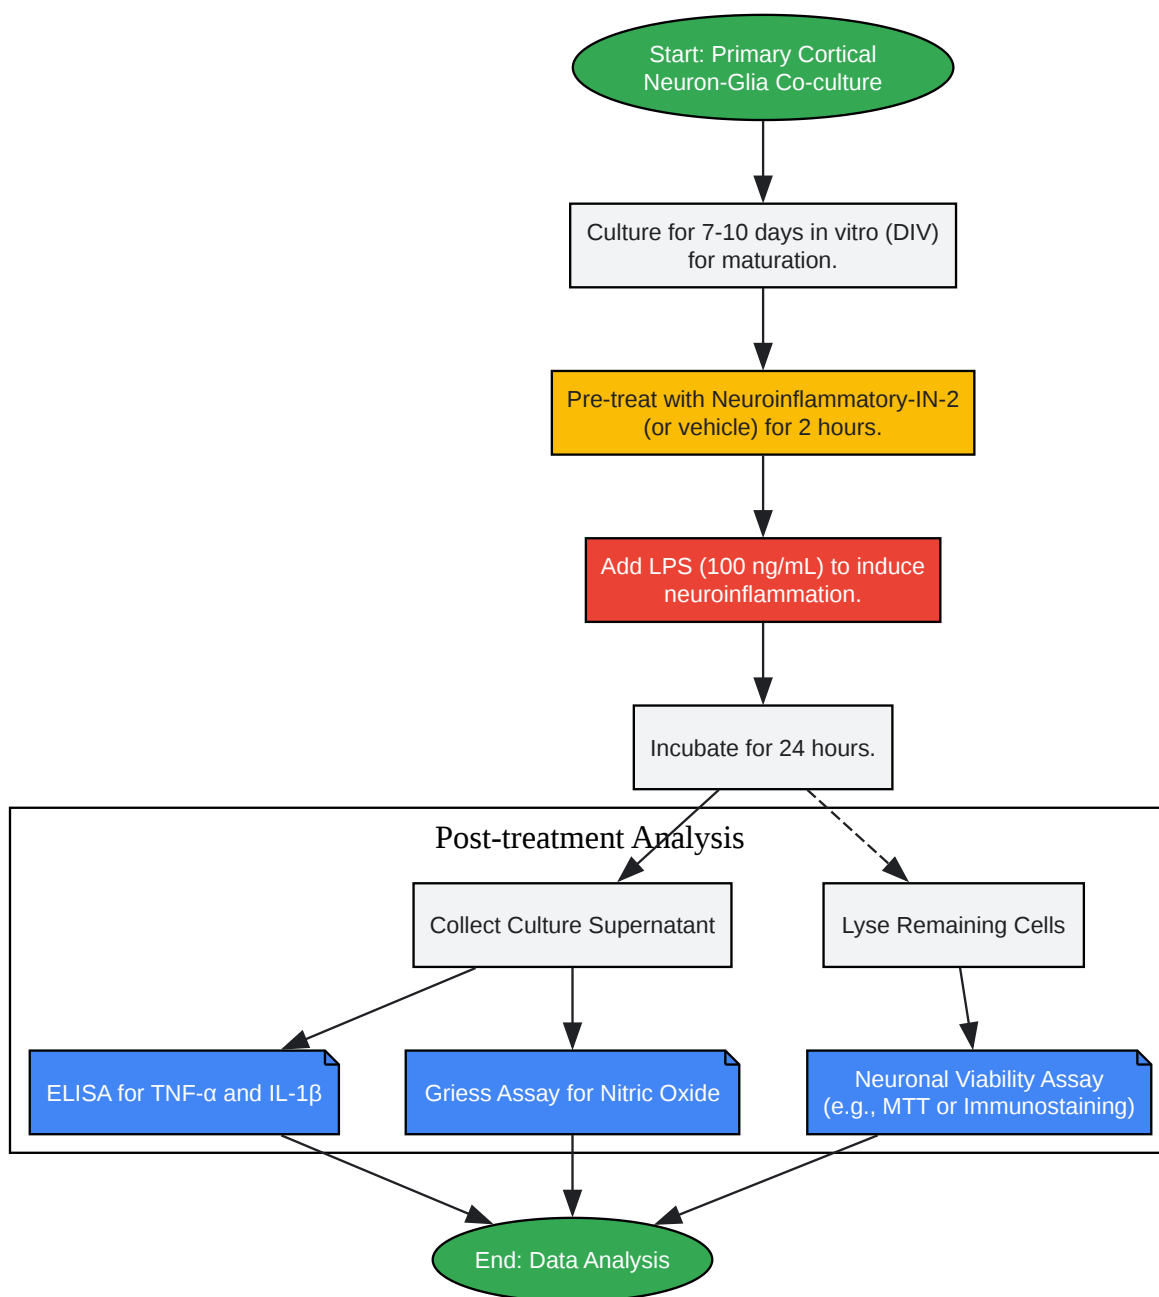 Start: Primary Cortical
Neuron-Glia Co-culture
Culture for 7-10 days in vitro (DIV)
for maturation.
Pre-treat with Neuroinflammatory-IN-2
(or vehicle) for 2 hours.
Add LPS (100 ng/mL) to induce
neuroinflammation.
Incubate for 24 hours.
Post-treatment Analysis
Collect Culture Supernatant
Lyse Remaining Cells
ELISA for TNF-α and IL-1β
Griess Assay for Nitric Oxide
Neuronal Viability Assay
(e.g., MTT or Immunostaining)
End: Data Analysis